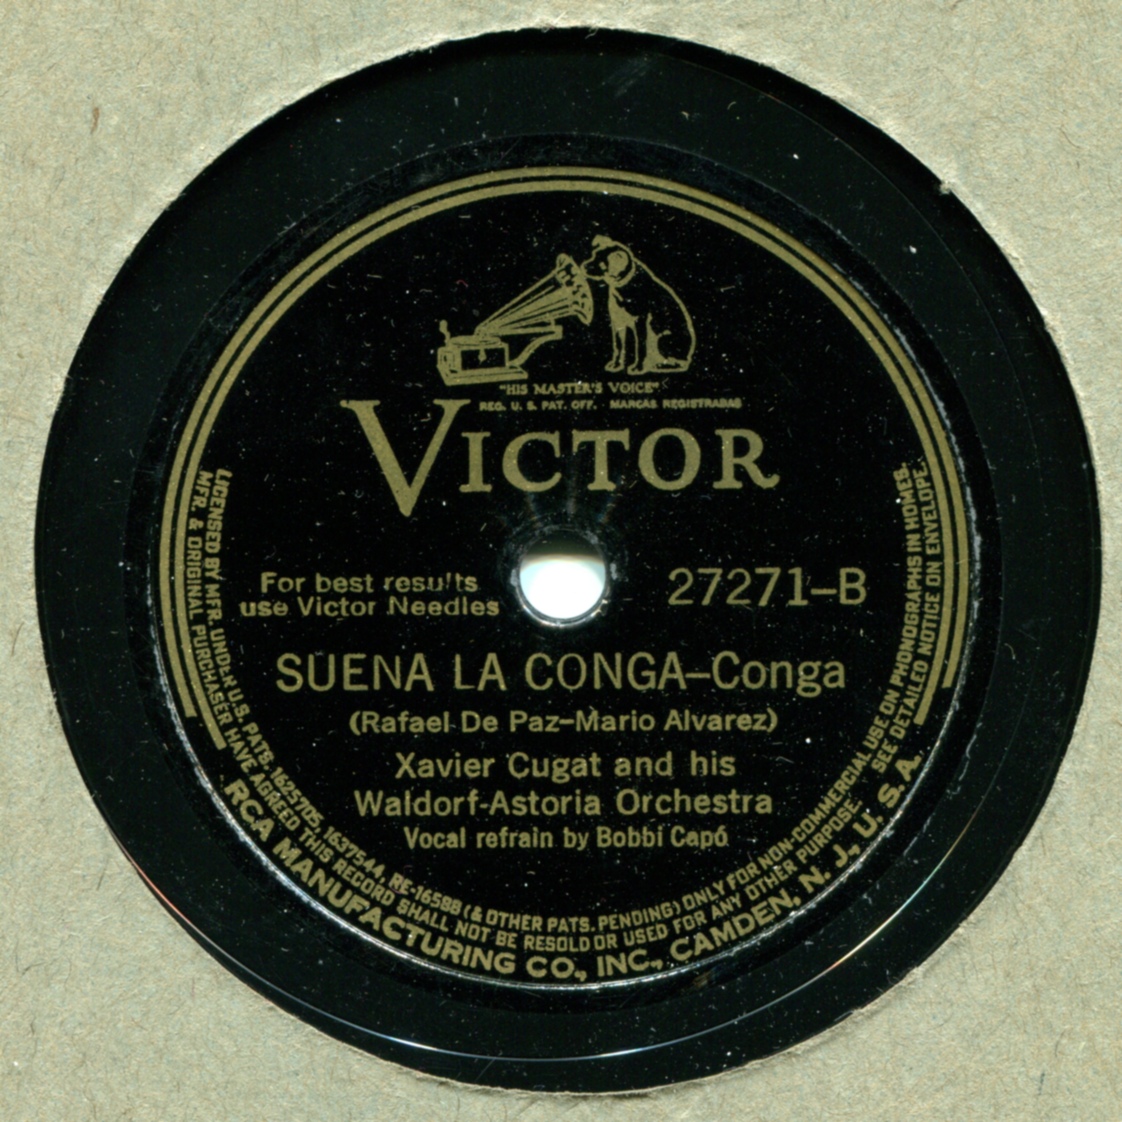 "HIS MASTER'S VOICE"
REG. U. S. PAT. OFF. MARCAS REGISTRADAS
VICTOR
For best results
use Victor Needles
27271–B
SUENA LA CONGA–Conga
(Rafael De Paz–Mario Alvarez)
Xavier Cugat and his
Waldorf-Astoria Orchestra
Vocal refrain by Bobbi Capó
LICENSED BY MFR. UNDER U.S. PATS. 1625705, 1637544, RE-16588 (& OTHER PATS. PENDING) ONLY FOR NON-COMMERCIAL USE ON PHONOGRAPHS IN HOMES.
MFR. & ORIGINAL PURCHASER HAVE AGREED THIS RECORD SHALL NOT BE RESOLD OR USED FOR ANY OTHER PURPOSE. SEE DETAILED NOTICE ON ENVELOPE.
RCA MANUFACTURING CO., INC., CAMDEN, N. J., U. S. A.